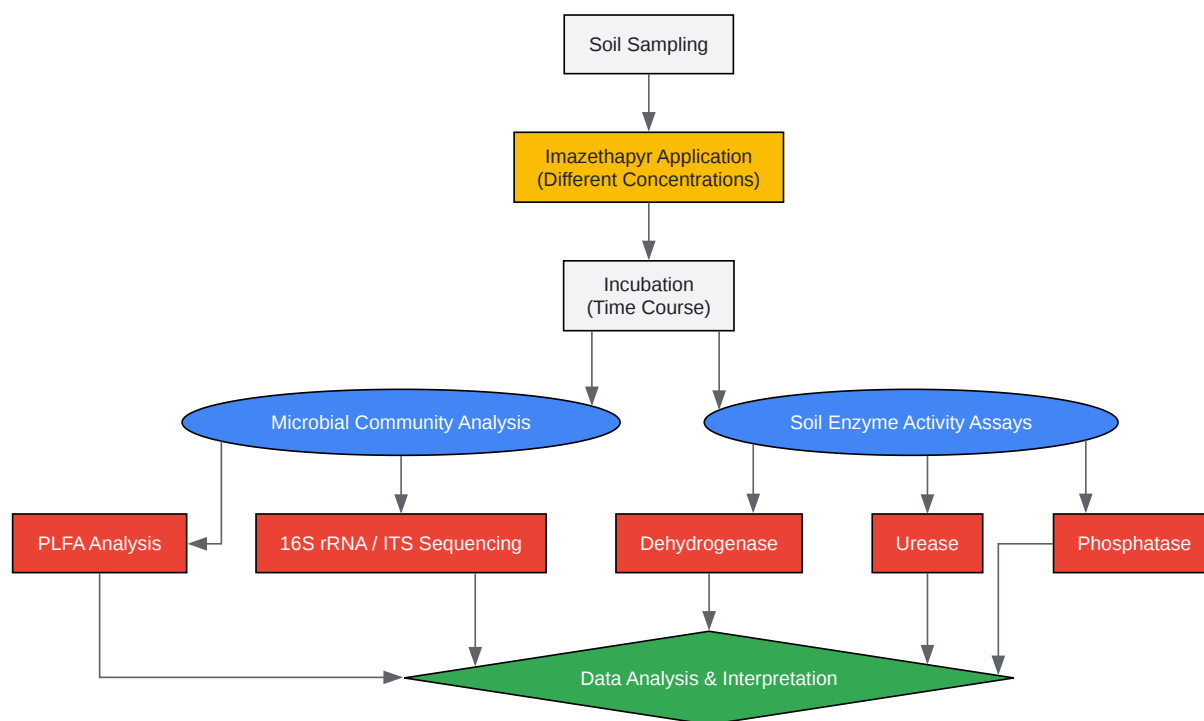 Soil Sampling
Imazethapyr Application
(Different Concentrations)
Incubation
(Time Course)
Microbial Community Analysis
Soil Enzyme Activity Assays
PLFA Analysis
16S rRNA / ITS Sequencing
Dehydrogenase
Urease
Phosphatase
Data Analysis & Interpretation